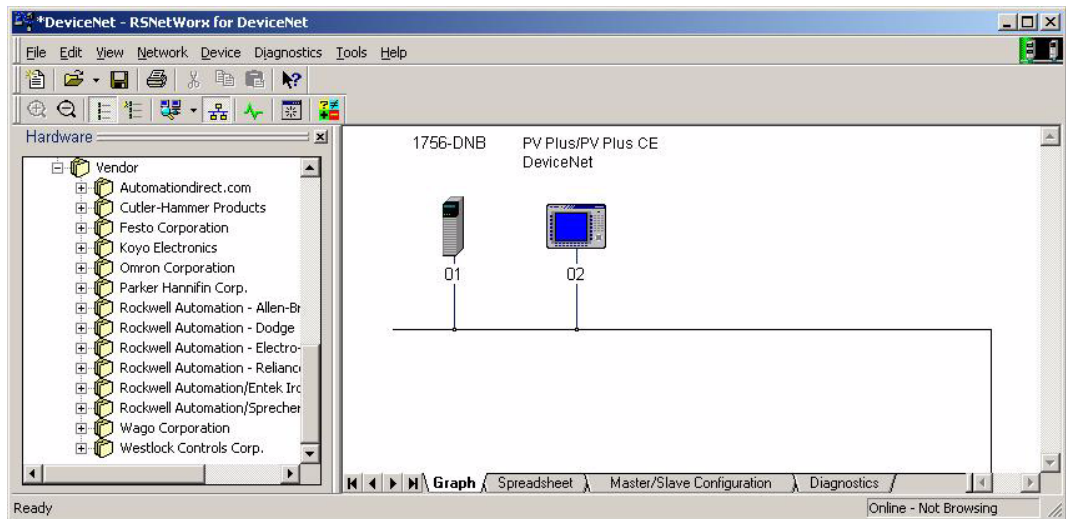 *DeviceNet - RSNetWorx for DeviceNet
File Edit View Network Device Diagnostics Tools Help
Hardware
Vendor
Automationdirect.com
Cutler-Hammer Products
Festo Corporation
Koyo Electronics
Omron Corporation
Parker Hannifin Corp.
Rockwell Automation - Allen-Br
Rockwell Automation - Dodge
Rockwell Automation - Electro-
Rockwell Automation - Relianc
Rockwell Automation/Entek Irc
Rockwell Automation/Sprecher
Wago Corporation
Westlock Controls Corp.
1756-DNB PV Plus/PV Plus CE
DeviceNet
01 02
Graph Spreadsheet Master/Slave Configuration Diagnostics
Ready Online - Not Browsing